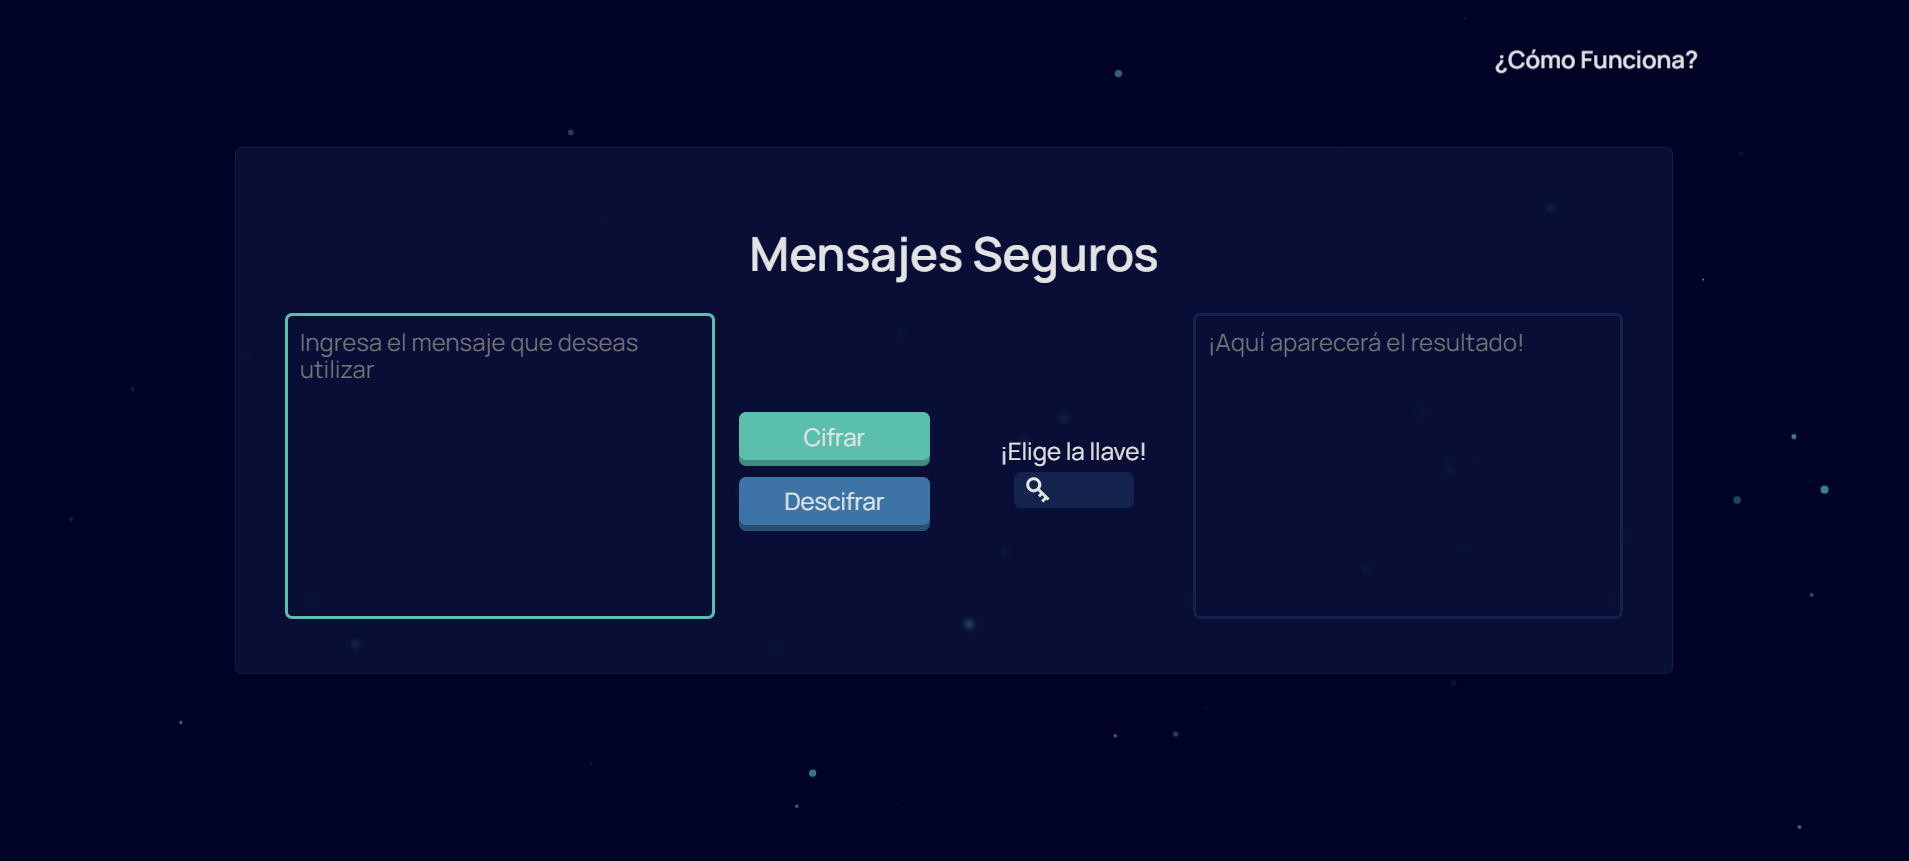 ¿Cómo Funciona?
Mensajes Seguros
Ingresa el mensaje que deseas
utilizar
Cifrar
Descifrar
¡Elige la llave!
¡Aquí aparecerá el resultado!